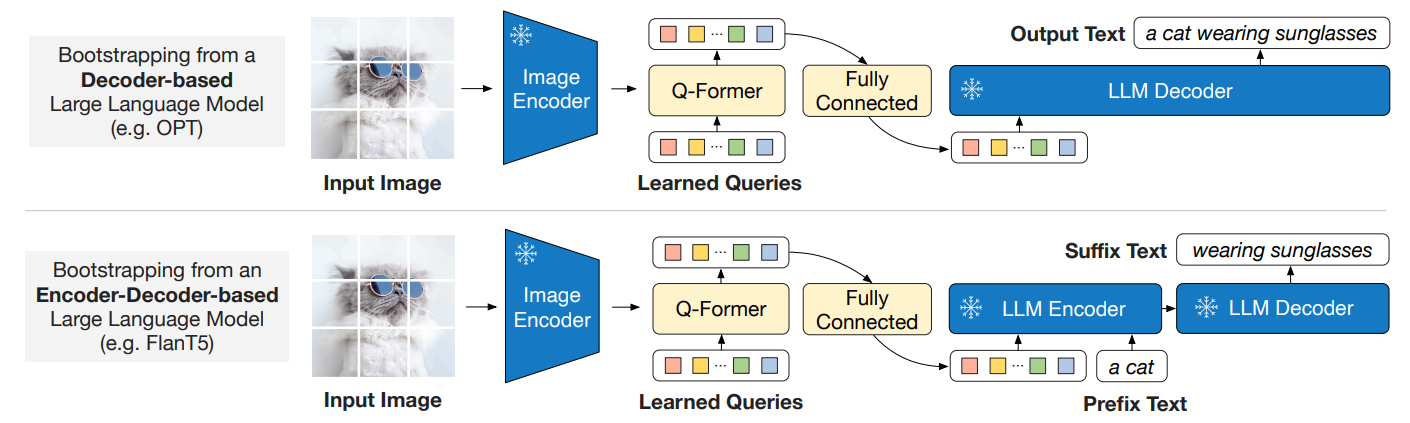 Bootstrapping from a
Decoder-based
Large Language Model
(e.g. OPT)
Input Image
Image
Encoder
Q-Former
Learned Queries
Fully
Connected
Output Text
a cat wearing sunglasses
LLM Decoder
Bootstrapping from an
Encoder-Decoder-based
Large Language Model
(e.g. FlanT5)
Input Image
Image
Encoder
Q-Former
Learned Queries
Fully
Connected
Suffix Text
wearing sunglasses
LLM Encoder
LLM Decoder
a cat
Prefix Text